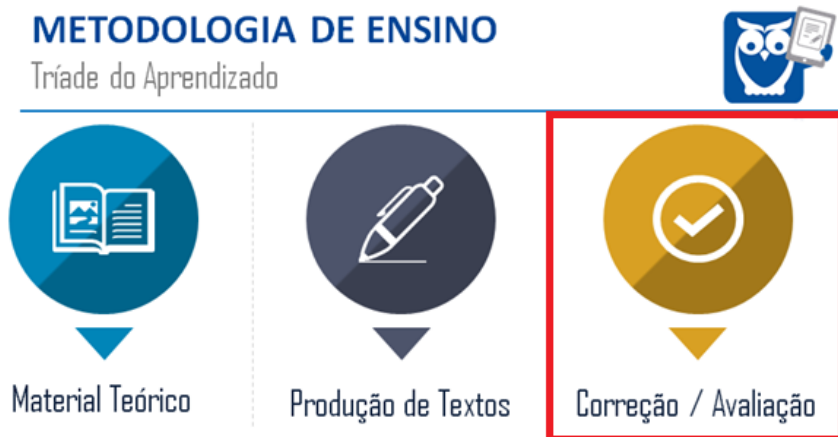 METODOLOGIA DE ENSINO
Tríade do Aprendizado
Material Teórico
Produção de Textos
Correção / Avaliação